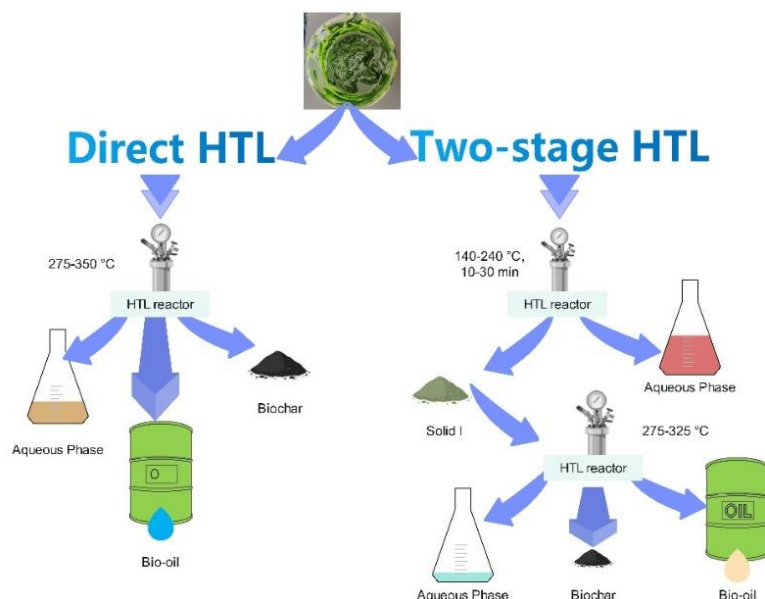 Direct HTL
Two-stage HTL
275-350 °C
HTL reactor
Aqueous Phase
Biochar
O
Bio-oil
140-240 °C,
10-30 min
HTL reactor
Aqueous Phase
Solid I
275-325 °C
HTL reactor
Aqueous Phase
Biochar
OIL
Bio-oil